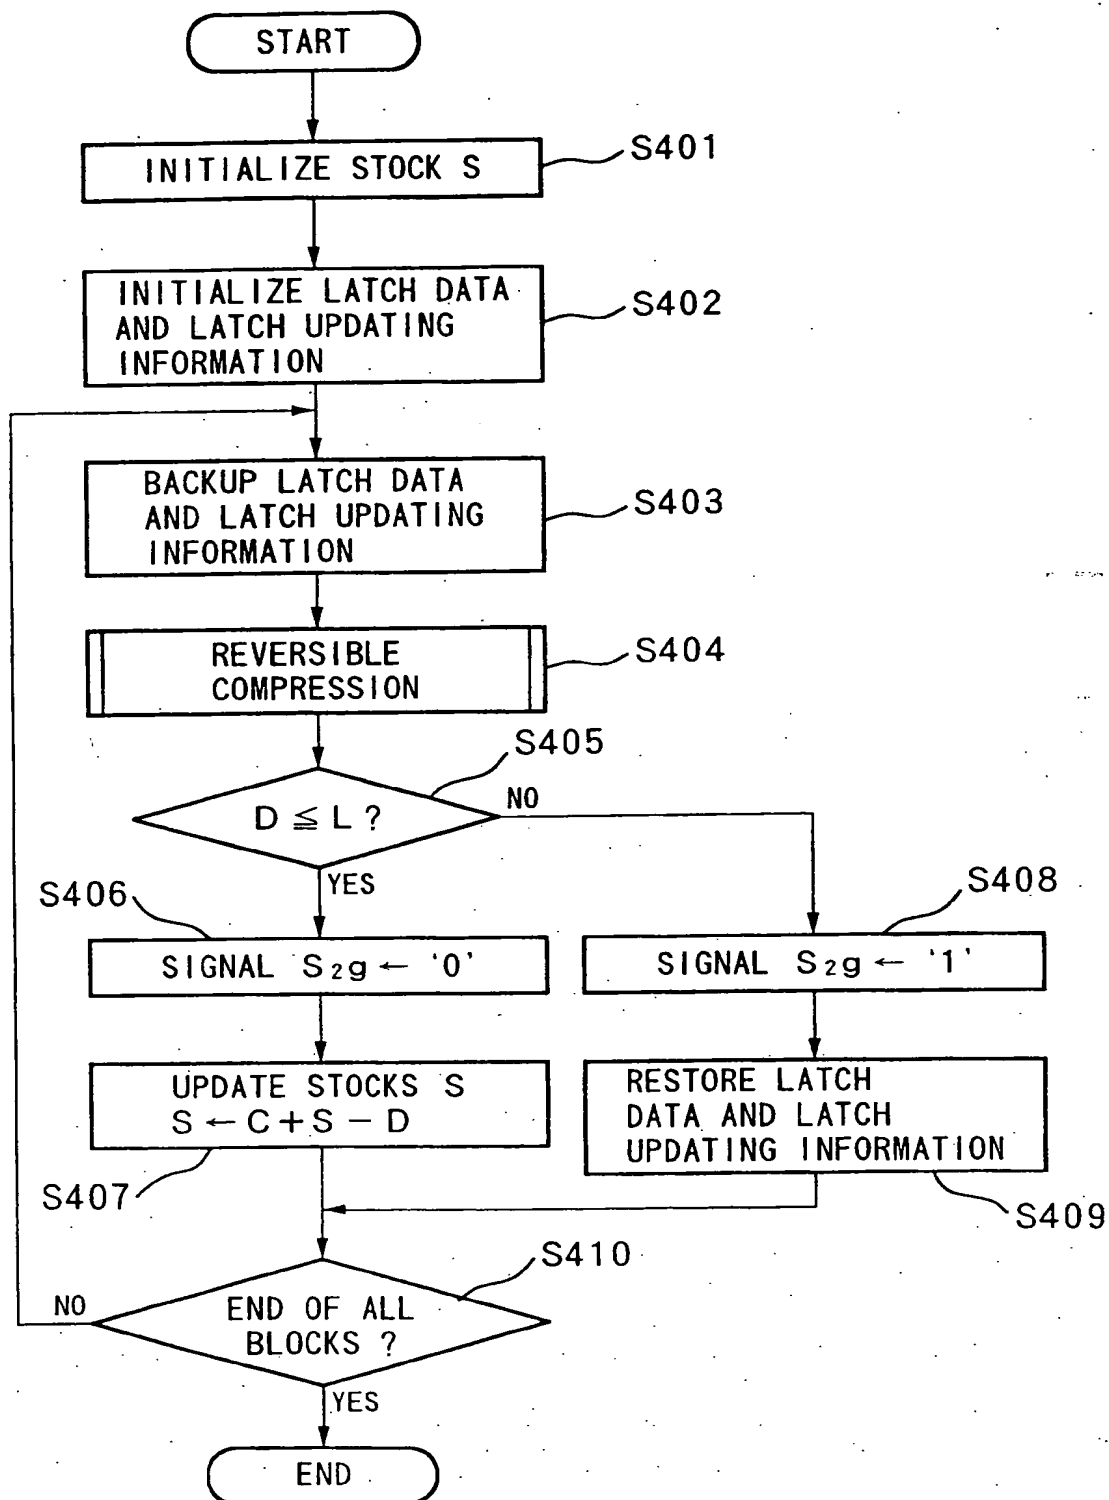 START
INITIALIZE STOCK S
S401
INITIALIZE LATCH DATA
AND LATCH UPDATING
INFORMATION
S402
BACKUP LATCH DATA
AND LATCH UPDATING
INFORMATION
S403
REVERSIBLE
COMPRESSION
S404
S405
D ≦ L ?
NO
YES
S406
SIGNAL S₂g ← '0'
S408
SIGNAL S₂g ← '1'
UPDATE STOCKS S
S ← C + S − D
S407
RESTORE LATCH
DATA AND LATCH
UPDATING INFORMATION
S409
S410
END OF ALL
BLOCKS ?
NO
YES
END